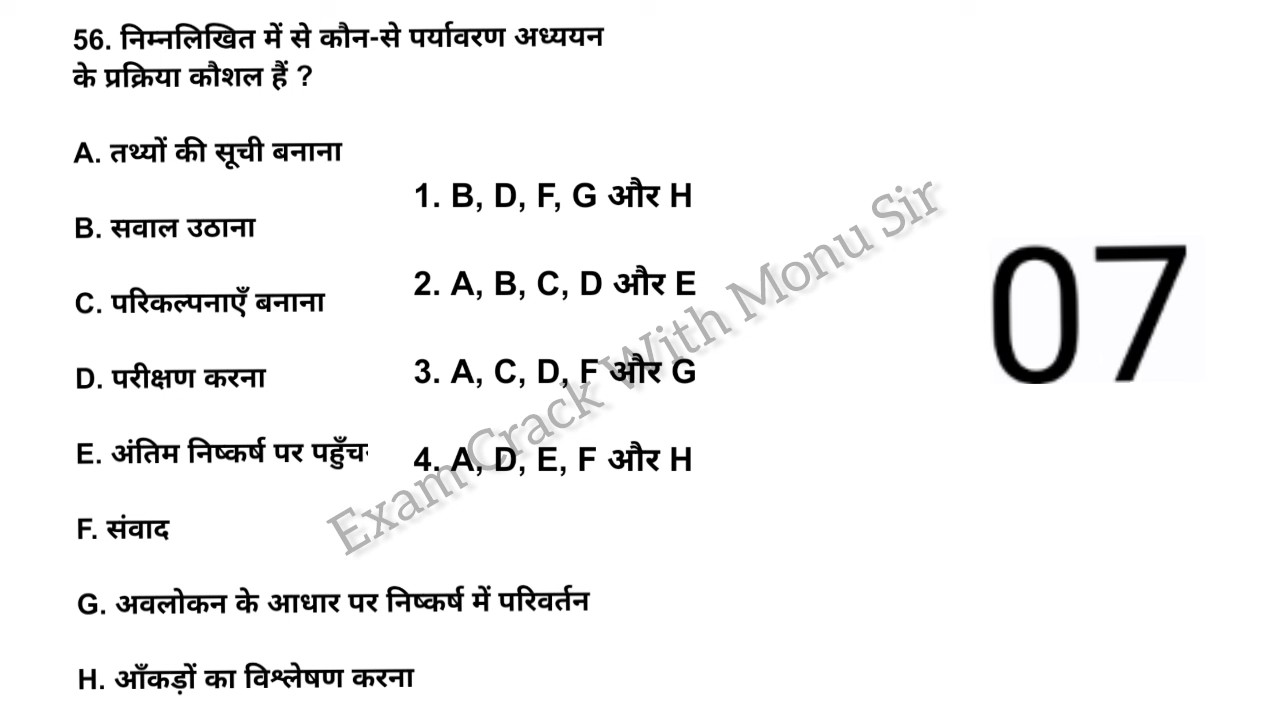 56. निम्नलिखित में से कौन-से पर्यावरण अध्ययन
के प्रक्रिया कौशल हैं ?
A. तथ्यों की सूची बनाना
B. सवाल उठाना
C. परिकल्पनाएँ बनाना
D. परीक्षण करना
E. अंतिम निष्कर्ष पर
F. संवाद
G. अवलोकन के आधार पर निष्कर्ष में परिवर्तन
H. आँकड़ों का विश्लेषण करना
1. B, D, F, G और H
2. A, B, C, D और E
3. A, C, D, F और G
4. A, D, E, F और H
Exam Crack With Monu Sir
07